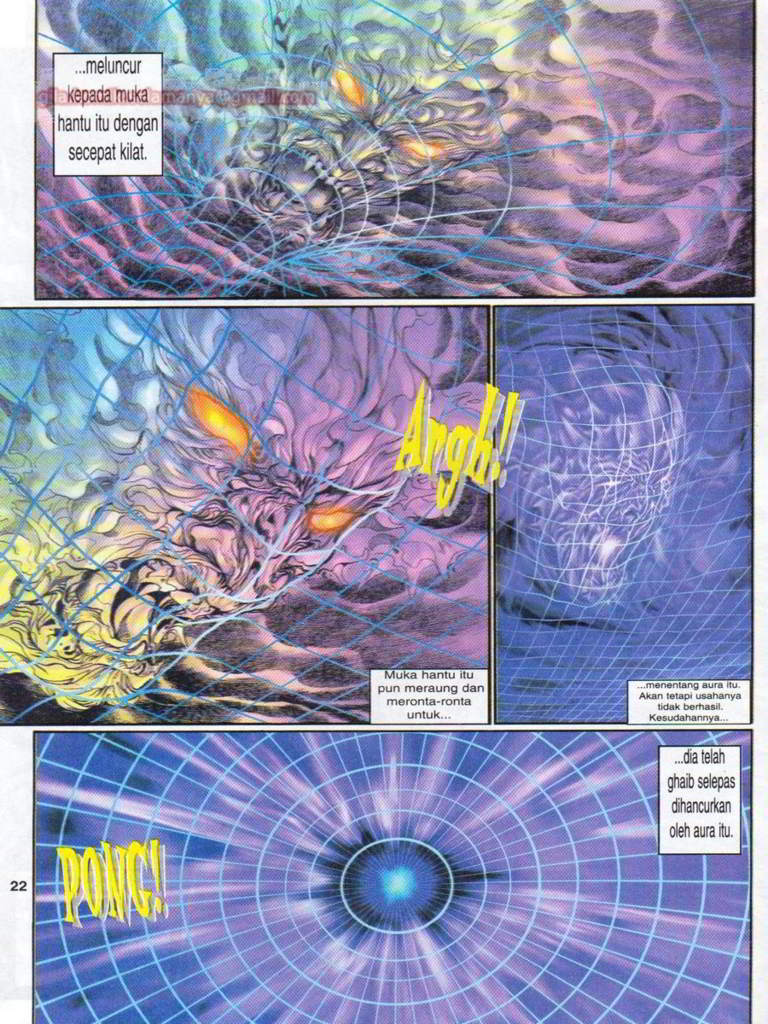 ...meluncur
kepada muka
hantu itu dengan
secepat kilat.
Argh!
Muka hantu itu
pun meraung dan
meronta-ronta
untuk...
...menentang aura itu.
Akan tetapi usahanya
tidak berhasil.
Kesudahannya...
...dia telah
ghaib selepas
dihancurkan
oleh aura itu.
PONG!!
22